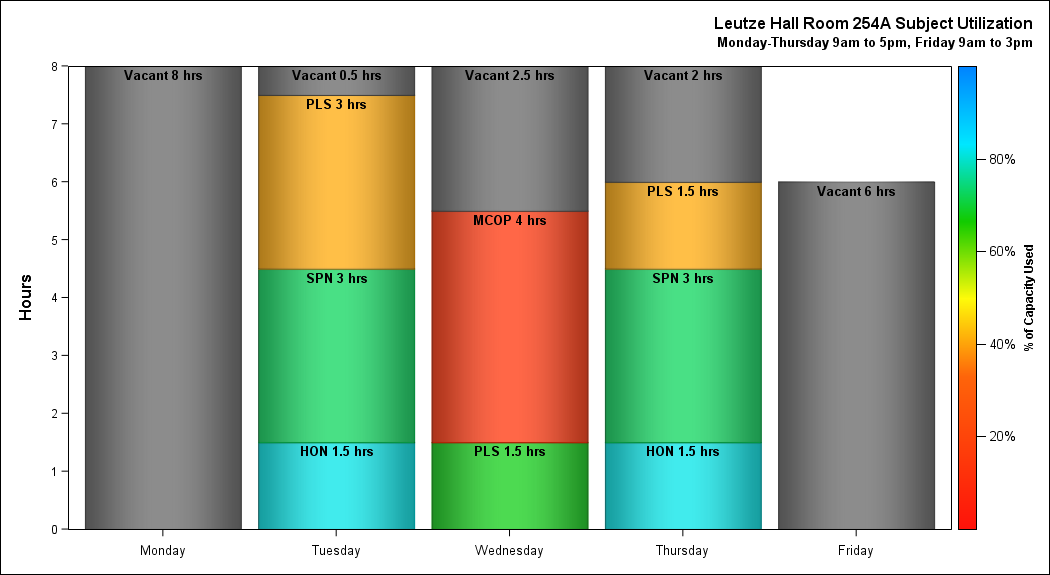 Leutze Hall Room 254A Subject Utilization
Monday-Thursday 9am to 5pm, Friday 9am to 3pm
Hours
8
7
6
5
4
3
2
1
0
Vacant 8 hrs
Vacant 0.5 hrs
PLS 3 hrs
SPN 3 hrs
HON 1.5 hrs
Vacant 2.5 hrs
MCOP 4 hrs
PLS 1.5 hrs
Vacant 2 hrs
PLS 1.5 hrs
SPN 3 hrs
HON 1.5 hrs
Vacant 6 hrs
Monday
Tuesday
Wednesday
Thursday
Friday
80%
60%
40%
20%
% of Capacity Used